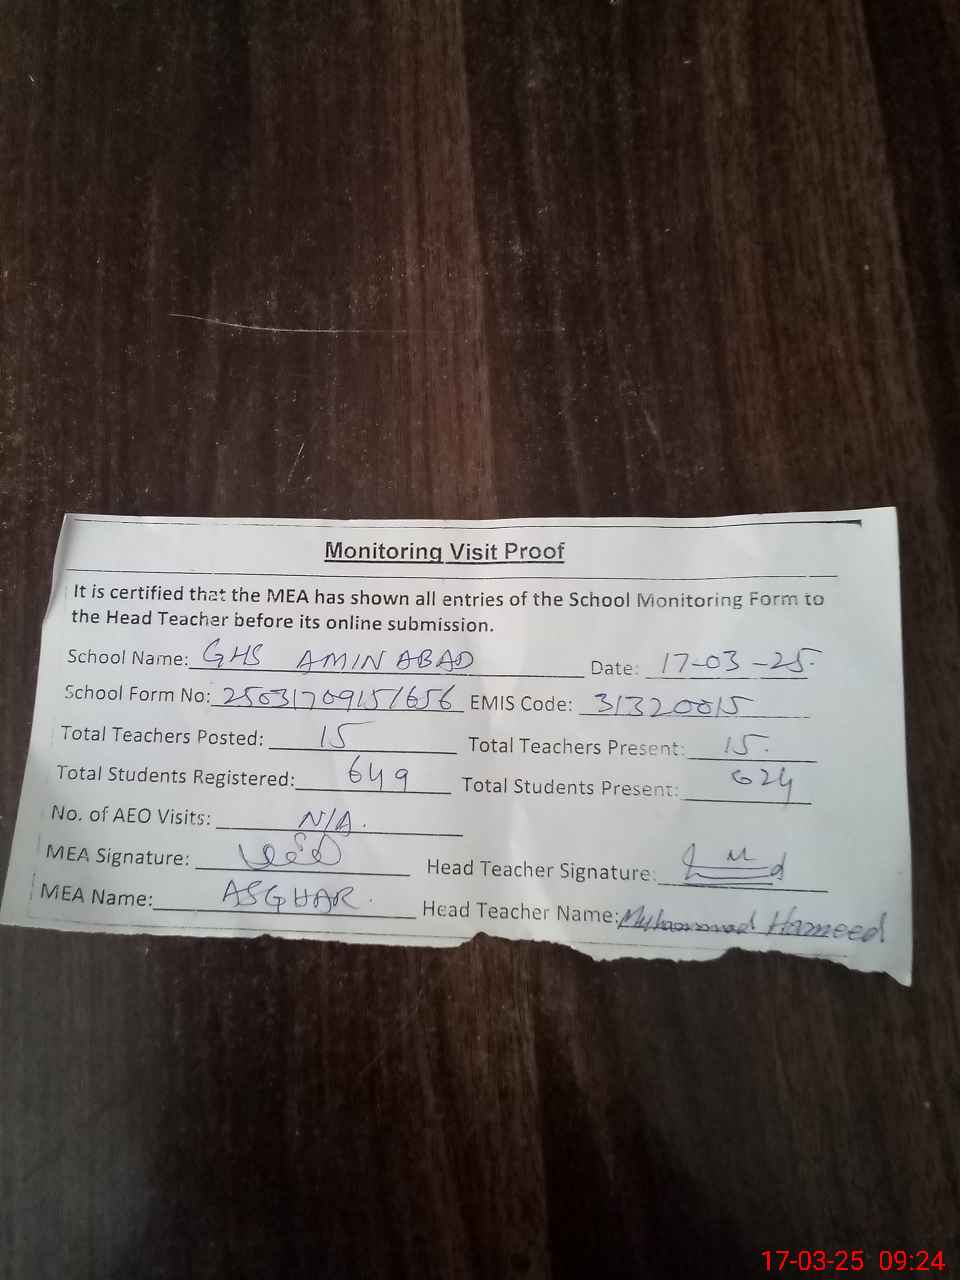 Monitoring Visit Proof
It is certified that the MEA has shown all entries of the School Monitoring Form to
the Head Teacher before its online submission.
School Name: GHS AMINABAD Date: 17-03-25.
School Form No: 25031709151656 EMIS Code: 31320015
Total Teachers Posted: 15 Total Teachers Present: 15.
Total Students Registered: 649 Total Students Present: 624
No. of AEO Visits: N/A.
MEA Signature: Head Teacher Signature:
MEA Name: ASGHAR. Head Teacher Name: Muhammad Hameed
17-03-25 09:24